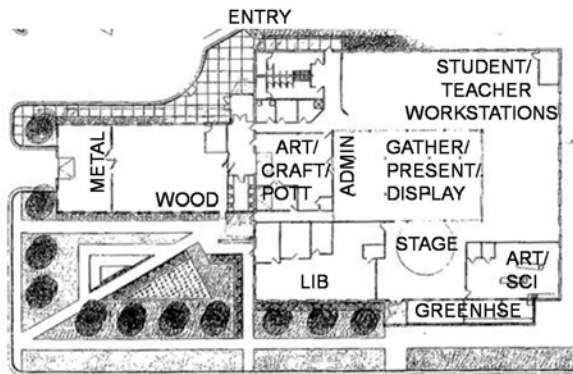 ENTRY
STUDENT/
TEACHER
WORKSTATIONS
METAL
WOOD
ART/
CRAFT/
POTT
ADMIN
GATHER/
PRESENT/
DISPLAY
STAGE
LIB
ART/
SCI
GREENHSE